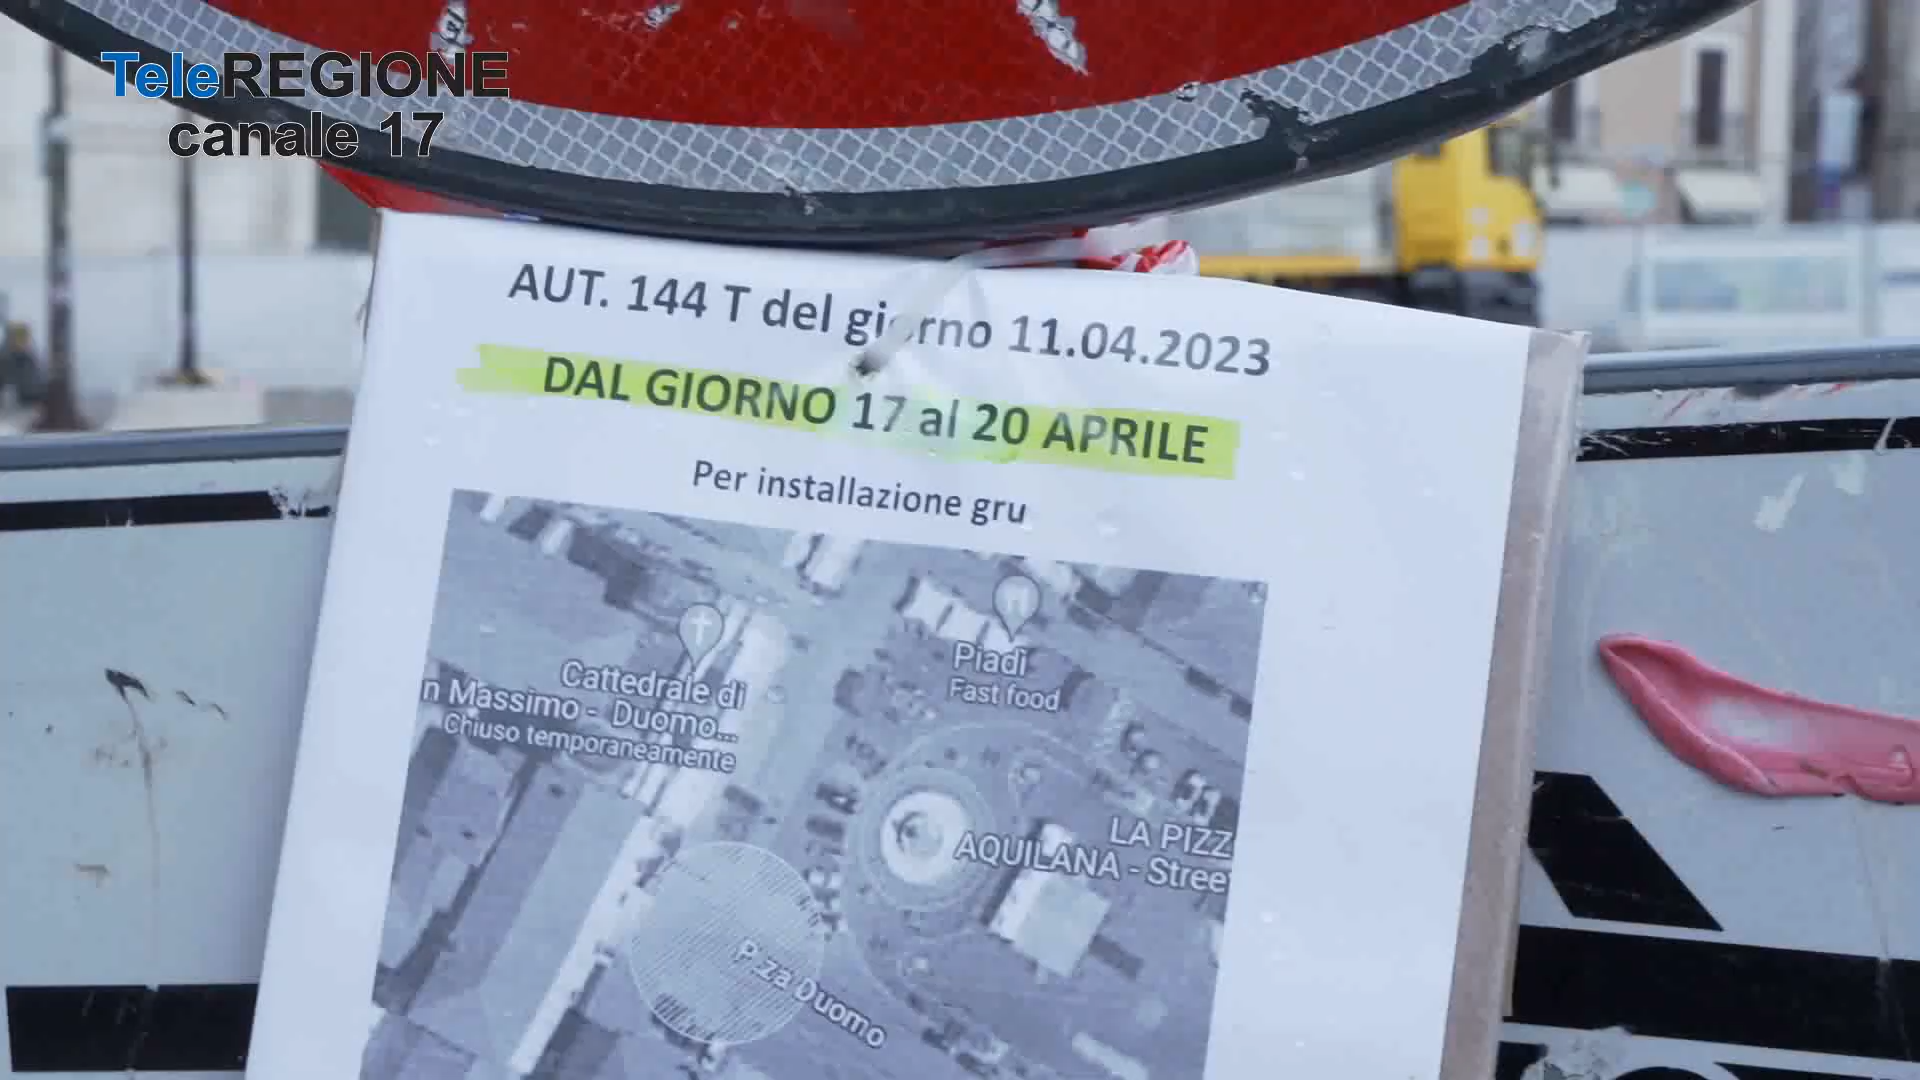 TeleREGIONE
canale 17
AUT. 144 T del giorno 11.04.2023
DAL GIORNO 17 al 20 APRILE
Per installazione gru
Piadi
Fast food
Cattedrale di
n Massimo - Duomo...
Chiuso temporaneamente
LA PIZZ
AQUILANA - Stree
P.za Duomo